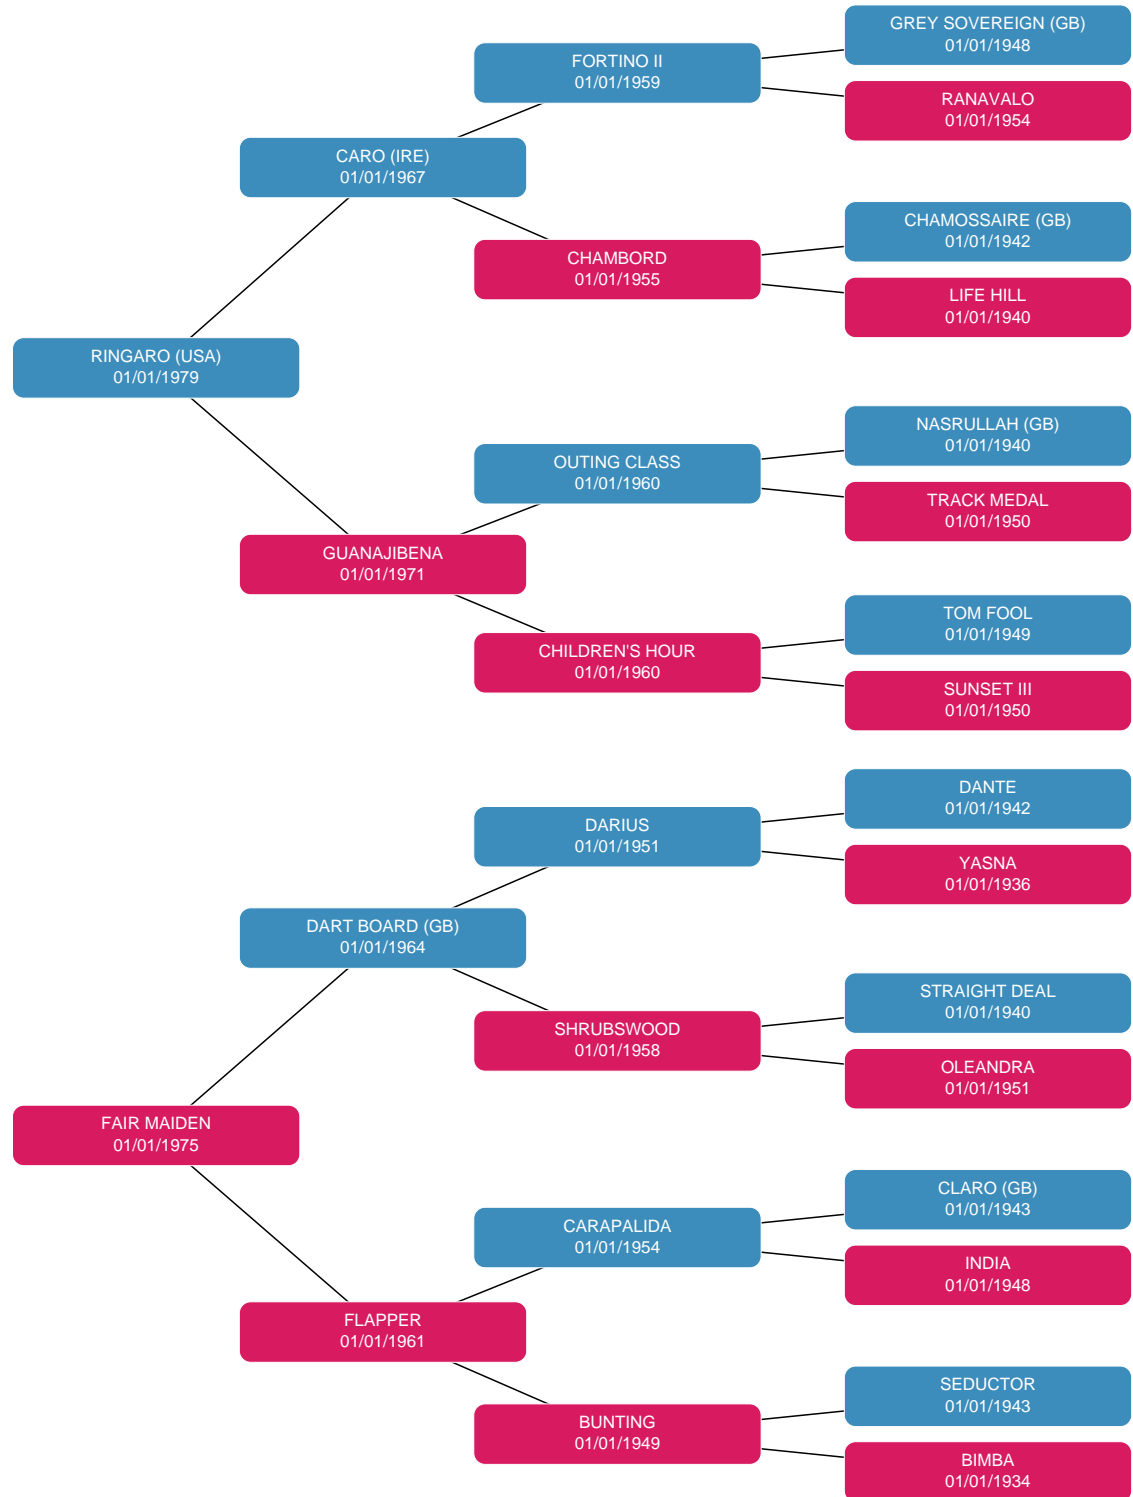 GREY SOVEREIGN (GB)
01/01/1948
FORTINO II
01/01/1959
RANAVALO
01/01/1954
CARO (IRE)
01/01/1967
CHAMOSSAIRE (GB)
01/01/1942
CHAMBORD
01/01/1955
LIFE HILL
01/01/1940
RINGARO (USA)
01/01/1979
NASRULLAH (GB)
01/01/1940
OUTING CLASS
01/01/1960
TRACK MEDAL
01/01/1950
GUANAJIBENA
01/01/1971
TOM FOOL
01/01/1949
CHILDREN'S HOUR
01/01/1960
SUNSET III
01/01/1950
DANTE
01/01/1942
DARIUS
01/01/1951
YASNA
01/01/1936
DART BOARD (GB)
01/01/1964
STRAIGHT DEAL
01/01/1940
SHRUBSWOOD
01/01/1958
OLEANDRA
01/01/1951
FAIR MAIDEN
01/01/1975
CLARO (GB)
01/01/1943
CARAPALIDA
01/01/1954
INDIA
01/01/1948
FLAPPER
01/01/1961
SEDUCTOR
01/01/1943
BUNTING
01/01/1949
BIMBA
01/01/1934